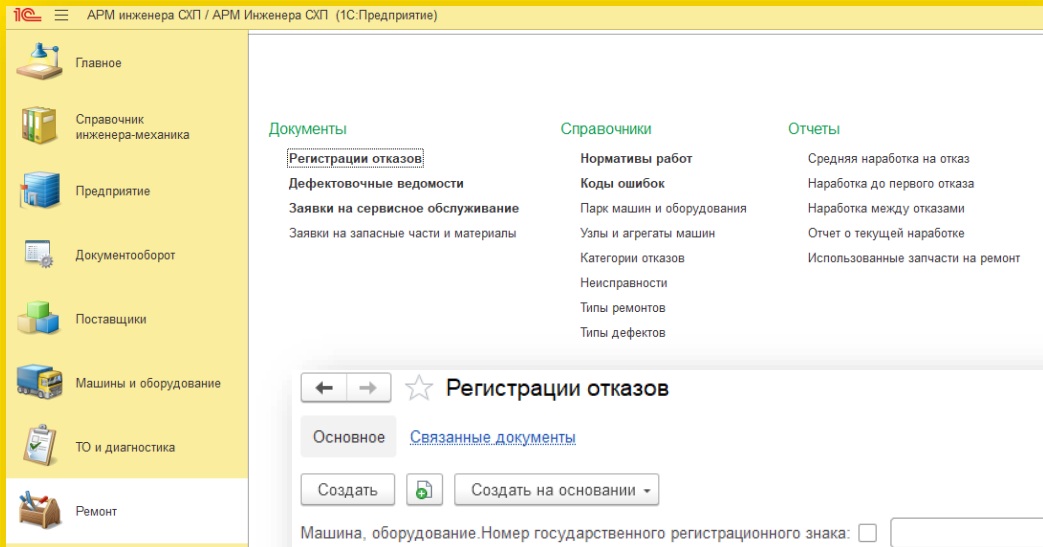 1С АРМ инженера СХП / АРМ Инженера СХП (1С:Предприятие)
Главное
Справочник
инженера-механика
Предприятие
Документооборот
Поставщики
Машины и оборудование
ТО и диагностика
Ремонт
Документы
Регистрации отказов
Дефектовочные ведомости
Заявки на сервисное обслуживание
Заявки на запасные части и материалы
Справочники
Нормативы работ
Коды ошибок
Парк машин и оборудования
Узлы и агрегаты машин
Категории отказов
Неисправности
Типы ремонтов
Типы дефектов
Отчеты
Средняя наработка на отказ
Наработка до первого отказа
Наработка между отказами
Отчет о текущей наработке
Использованные запчасти на ремонт
Регистрации отказов
Основное Связанные документы
Создать Создать на основании
Машина, оборудование.Номер государственного регистрационного знака: